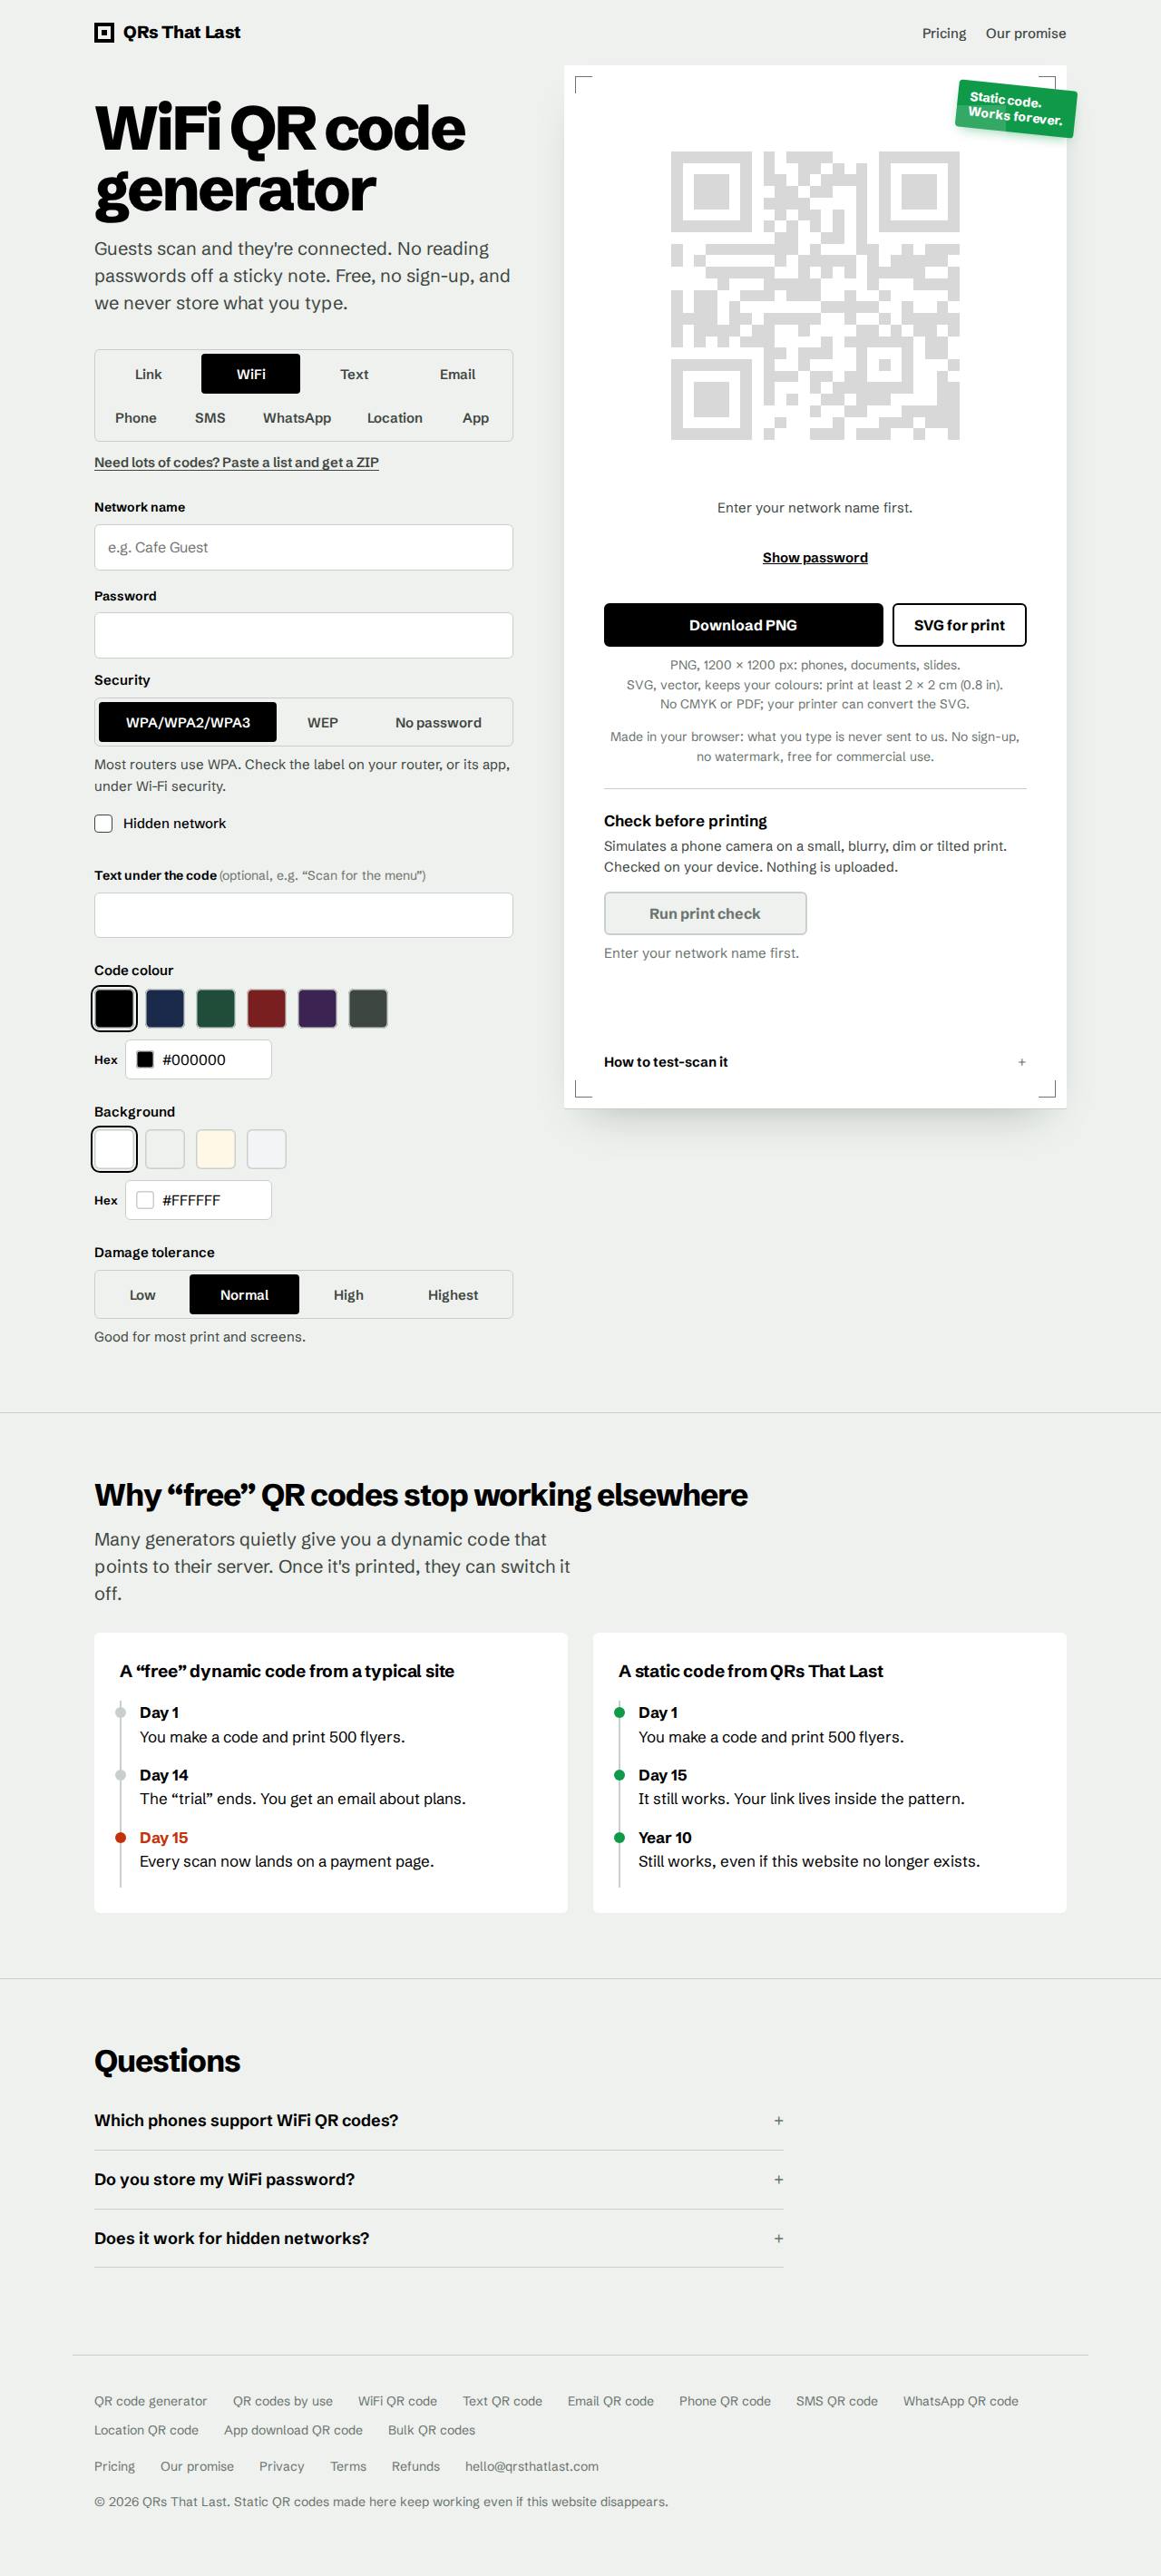 QRs That Last
Pricing
Our promise
WiFi QR code
generator
Guests scan and they're connected. No reading
passwords off a sticky note. Free, no sign-up, and
we never store what you type.
Link
WiFi
Text
Email
Phone
SMS
WhatsApp
Location
App
Need lots of codes? Paste a list and get a ZIP
Network name
e.g. Cafe Guest
Password
Security
WPA/WPA2/WPA3
WEP
No password
Most routers use WPA. Check the label on your router, or its app,
under Wi-Fi security.
Hidden network
Text under the code (optional, e.g. “Scan for the menu”)
Code colour
Hex
#000000
Background
Hex
#FFFFFF
Damage tolerance
Low
Normal
High
Highest
Good for most print and screens.
Static code.
Works forever.
Enter your network name first.
Show password
Download PNG
SVG for print
PNG, 1200 × 1200 px: phones, documents, slides.
SVG, vector, keeps your colours: print at least 2 × 2 cm (0.8 in).
No CMYK or PDF; your printer can convert the SVG.
Made in your browser: what you type is never sent to us. No sign-up,
no watermark, free for commercial use.
Check before printing
Simulates a phone camera on a small, blurry, dim or tilted print.
Checked on your device. Nothing is uploaded.
Run print check
Enter your network name first.
How to test-scan it +
Why “free” QR codes stop working elsewhere
Many generators quietly give you a dynamic code that
points to their server. Once it's printed, they can switch it
off.
A “free” dynamic code from a typical site
Day 1
You make a code and print 500 flyers.
Day 14
The “trial” ends. You get an email about plans.
Day 15
Every scan now lands on a payment page.
A static code from QRs That Last
Day 1
You make a code and print 500 flyers.
Day 15
It still works. Your link lives inside the pattern.
Year 10
Still works, even if this website no longer exists.
Questions
Which phones support WiFi QR codes? +
Do you store my WiFi password? +
Does it work for hidden networks? +
QR code generator
QR codes by use
WiFi QR code
Text QR code
Email QR code
Phone QR code
SMS QR code
WhatsApp QR code
Location QR code
App download QR code
Bulk QR codes
Pricing
Our promise
Privacy
Terms
Refunds
hello@qrsthatlast.com
© 2026 QRs That Last. Static QR codes made here keep working even if this website disappears.